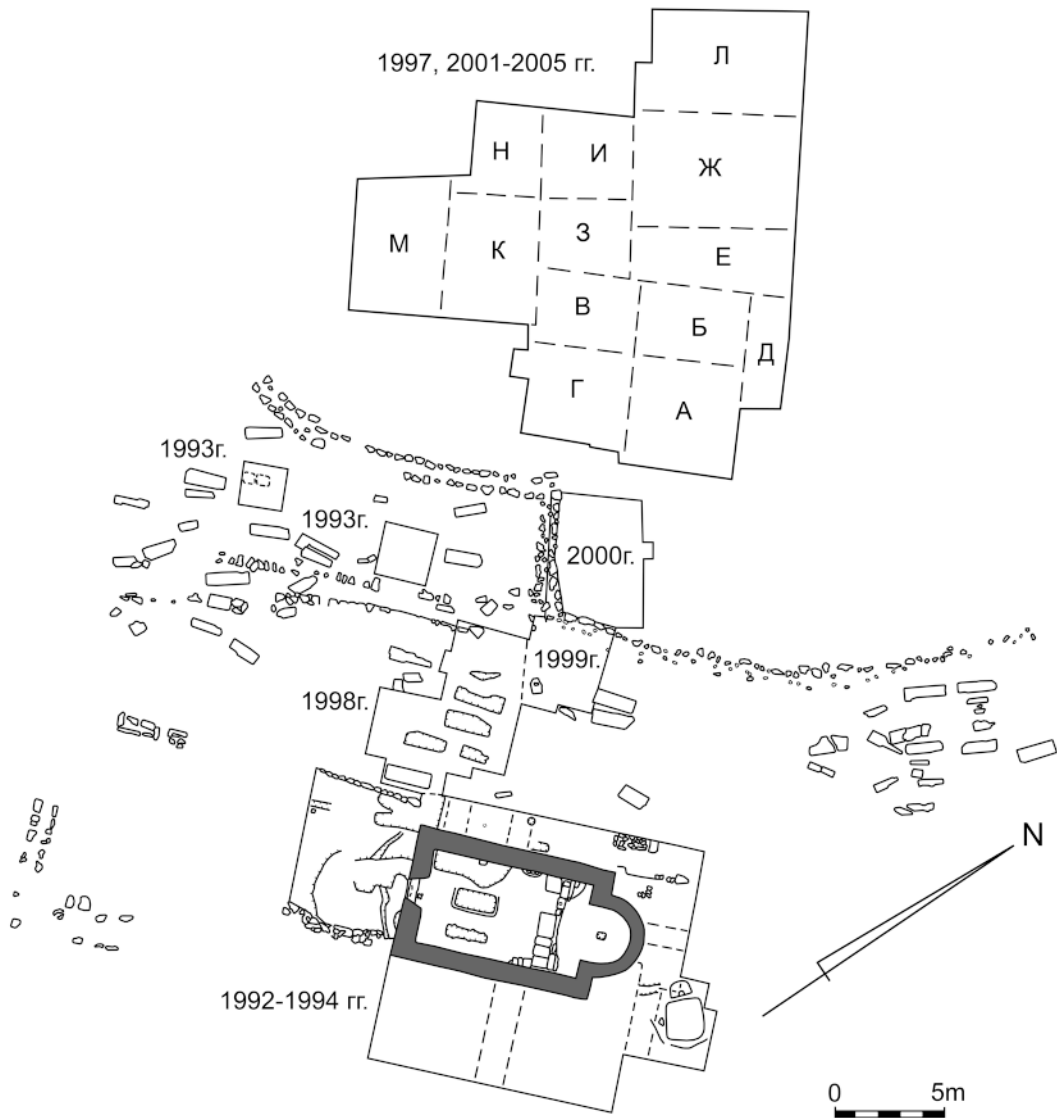 Л
1997, 2001-2005 гг.
Н
И
Ж
М
К
З
Е
В
Б
Д
Г
А
1993г.
1993г.
2000г.
1999г.
1998г.
N
1992-1994 гг.
0 5m